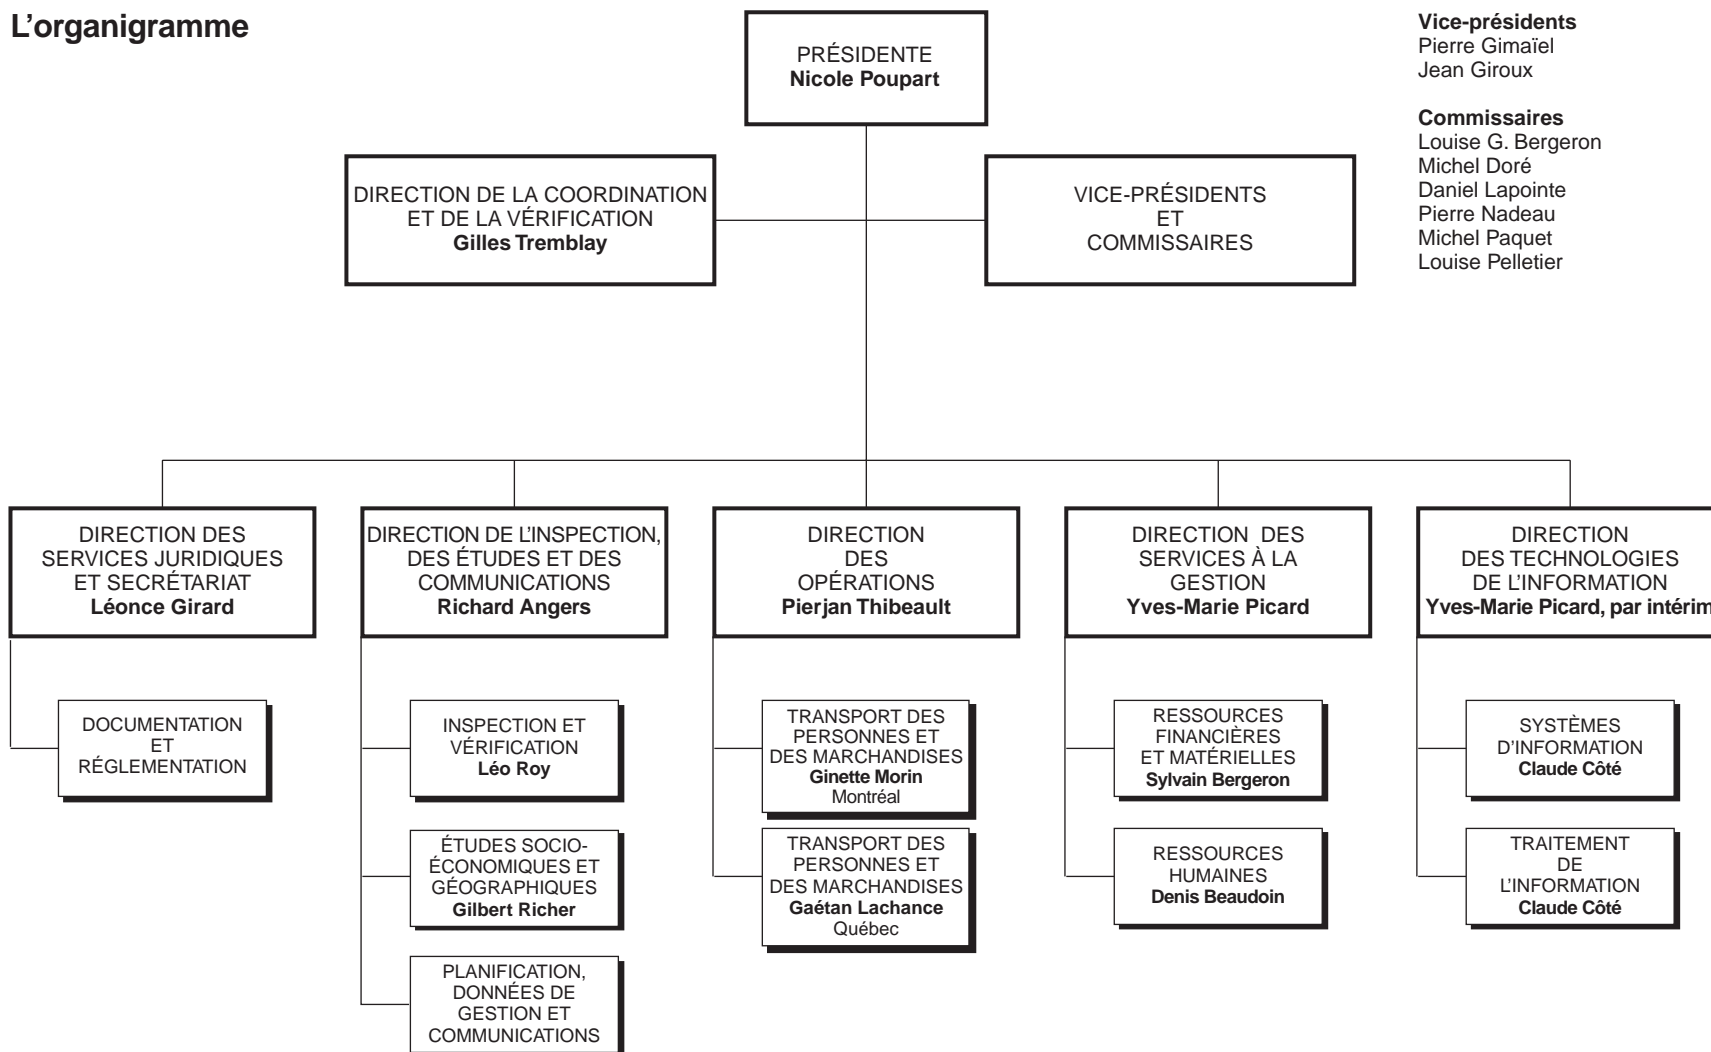 L'organigramme
PRÉSIDENTE
Nicole Poupart
Vice-présidents
Pierre Gimaïel
Jean Giroux
Commissaires
Louise G. Bergeron
Michel Doré
Daniel Lapointe
Pierre Nadeau
Michel Paquet
Louise Pelletier
DIRECTION DE LA COORDINATION
ET DE LA VÉRIFICATION
Gilles Tremblay
VICE-PRÉSIDENTS
ET
COMMISSAIRES
DIRECTION DES
SERVICES JURIDIQUES
ET SECRÉTARIAT
Léonce Girard
DIRECTION DE L'INSPECTION,
DES ÉTUDES ET DES
COMMUNICATIONS
Richard Angers
DIRECTION
DES
OPÉRATIONS
Pierjan Thibeault
DIRECTION DES
SERVICES À LA
GESTION
Yves-Marie Picard
DIRECTION
DES TECHNOLOGIES
DE L'INFORMATION
Yves-Marie Picard, par intérim
DOCUMENTATION
ET
RÉGLEMENTATION
INSPECTION ET
VÉRIFICATION
Léo Roy
TRANSPORT DES
PERSONNES ET
DES MARCHANDISES
Ginette Morin
Montréal
RESSOURCES
FINANCIÈRES
ET MATÉRIELLES
Sylvain Bergeron
SYSTÈMES
D'INFORMATION
Claude Côté
ÉTUDES SOCIO-
ÉCONOMIQUES ET
GÉOGRAPHIQUES
Gilbert Richer
TRANSPORT DES
PERSONNES ET
DES MARCHANDISES
Gaétan Lachance
Québec
RESSOURCES
HUMAINES
Denis Beaudoin
TRAITEMENT
DE
L'INFORMATION
Claude Côté
PLANIFICATION,
DONNÉES DE
GESTION ET
COMMUNICATIONS